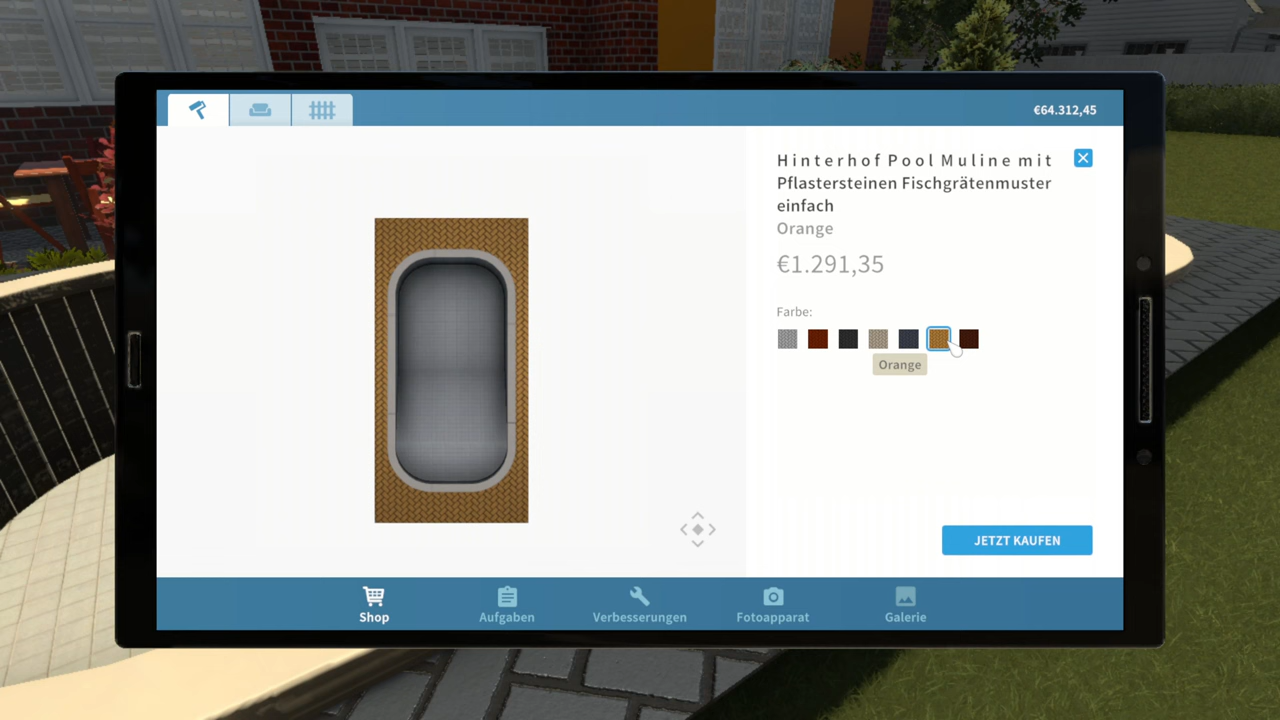 €64.312,45
Hinterhof Pool Muline mit
Pflastersteinen Fischgrätenmuster
einfach
Orange
€1.291,35
Farbe:
Orange
JETZT KAUFEN
Shop
Aufgaben
Verbesserungen
Fotoapparat
Galerie